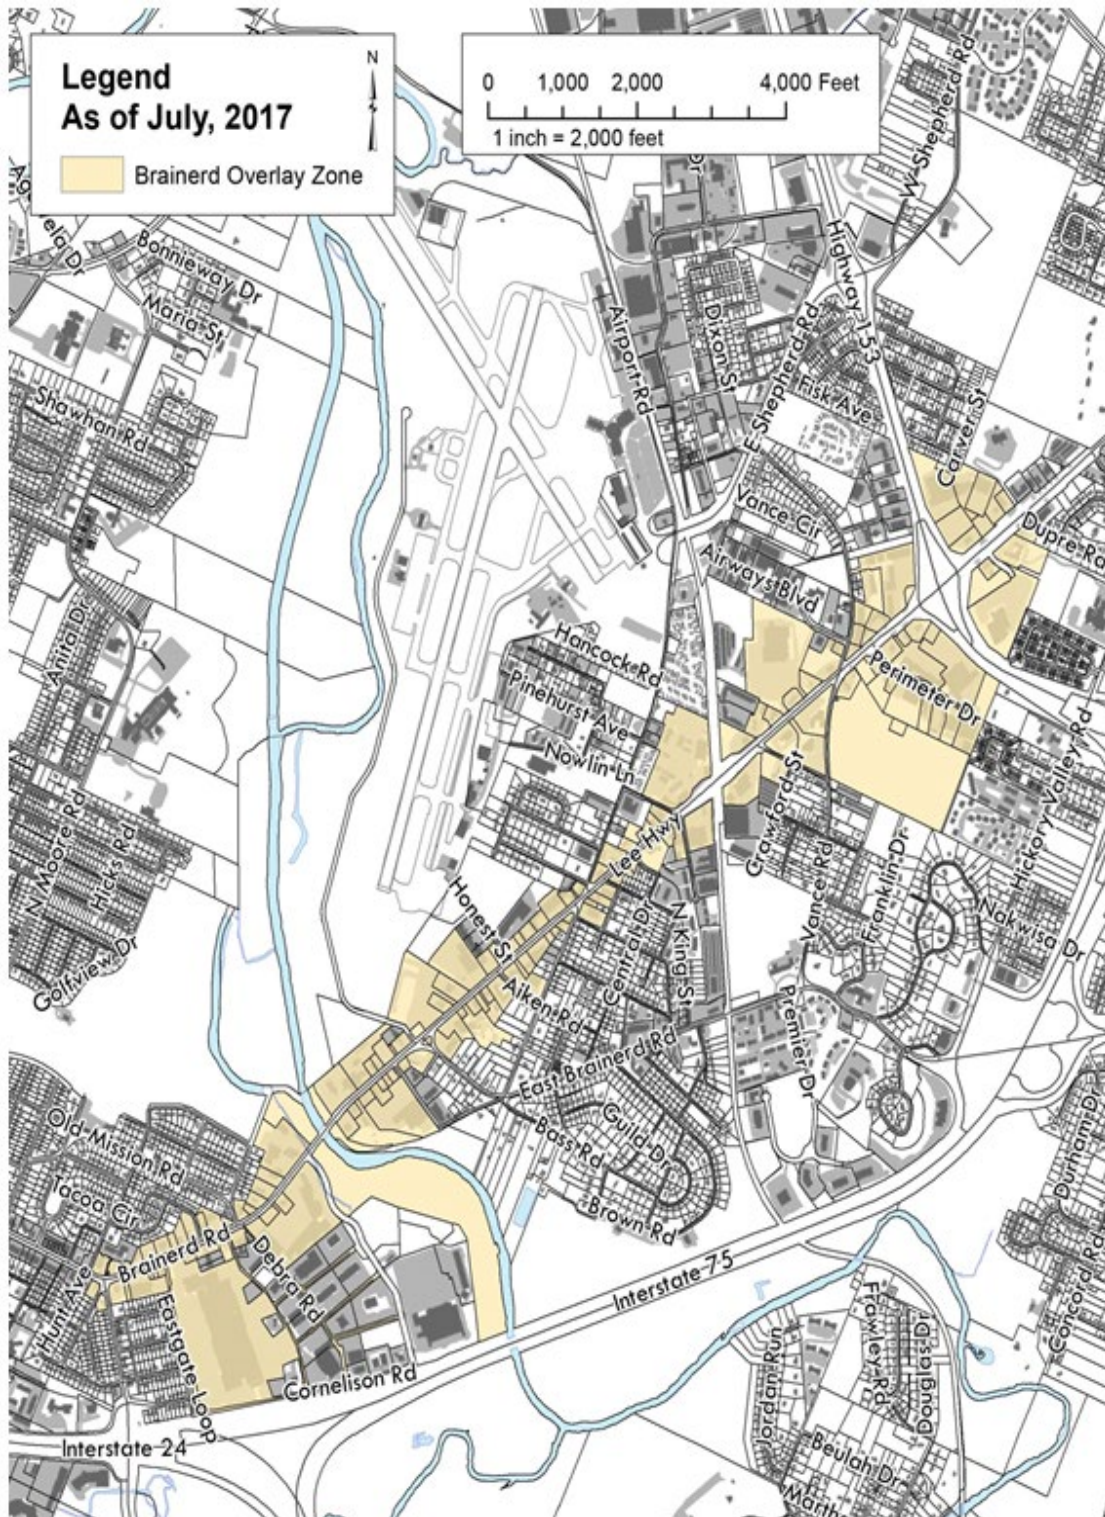 Legend
As of July, 2017
N
Brainerd Overlay Zone
0 1,000 2,000 4,000 Feet
1 inch = 2,000 feet
W Shepherd Rd
Bonnieway Dr
Maria St
Highway 153
Airport Rd
Dixon St
E Shepherd Rd
Fisk Ave
Carver St
Shawhan Rd
Vance Cir
Airways Blvd
Anita Dr
Hancock Rd
Pinehurst Ave
Nowlin Ln
Perimeter Dr
Hickory Valley Rd
N Moore Rd
Hicks Rd
Golfview Dr
Lee Hwy
Crawford St
Vance Rd
Franklin Dr
Nakwisa Dr
Honest St
Aiken Rd
Central Dr
N King St
East Brainerd Rd
Premier Dr
Bass Rd
Guild Dr
Brown Rd
Durham Dr
Old Mission Rd
Tacoa Cir
Brainerd Rd
Debra Rd
Hunt Ave
Eastgate Loop
Cornelison Rd
Interstate 75
Interstate 24
Concord Rd
Frawley Rd
Douglas Dr
Jordan Run
Beulah Dr